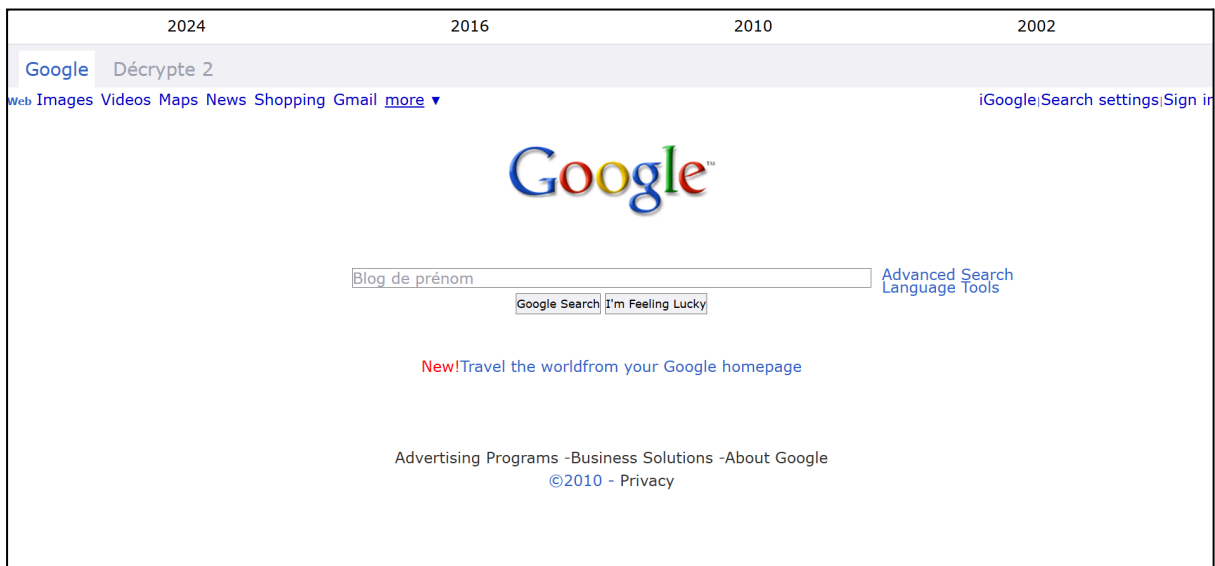 2024 2016 2010 2002
Google Décrypte 2
Web Images Videos Maps News Shopping Gmail more ▼ iGoogle|Search settings|Sign in
Google™
Blog de prénom
Advanced Search
Language Tools
Google Search I'm Feeling Lucky
New!Travel the worldfrom your Google homepage
Advertising Programs -Business Solutions -About Google
©2010 - Privacy